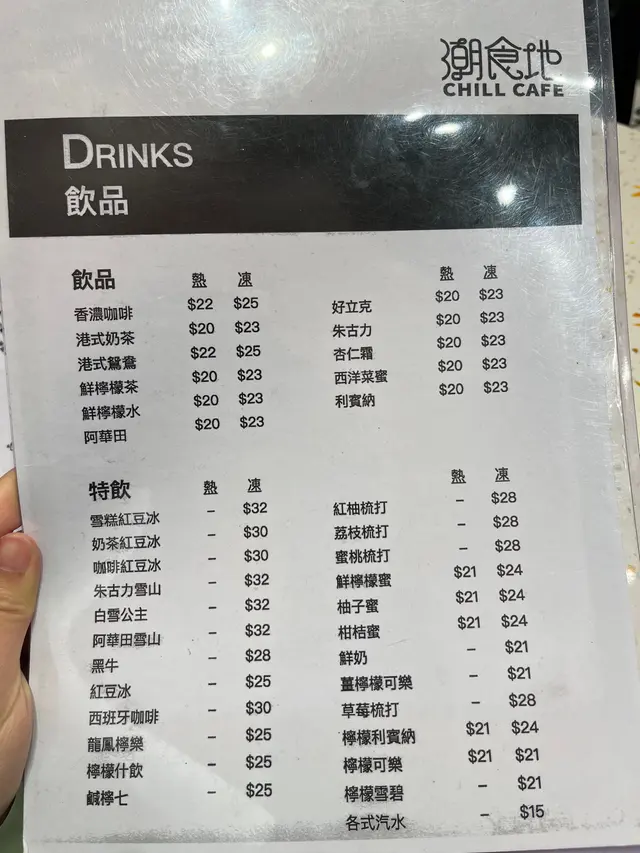 潮食地
CHILL CAFE
DRINKS
飲品
飲品 熱 凍
香濃咖啡 $22 $25
港式奶茶 $20 $23
港式鴛鴦 $22 $25
鮮檸檬茶 $20 $23
鮮檸檬水 $20 $23
阿華田 $20 $23
熱 凍
好立克 $20 $23
朱古力 $20 $23
杏仁霜 $20 $23
西洋菜蜜 $20 $23
利賓納 $20 $23
特飲 熱 凍
雪糕紅豆冰 – $32
奶茶紅豆冰 – $30
咖啡紅豆冰 – $30
朱古力雪山 – $32
白雪公主 – $32
阿華田雪山 – $32
黑牛 – $28
紅豆冰 – $25
西班牙咖啡 – $30
龍鳳檸樂 – $25
檸檬什飲 – $25
鹹檸七 – $25
熱 凍
紅柚梳打 – $28
荔枝梳打 – $28
蜜桃梳打 – $28
鮮檸檬蜜 $21 $24
柚子蜜 $21 $24
柑桔蜜 $21 $24
鮮奶 – $21
薑檸檬可樂 – $21
草莓梳打 – $28
檸檬利賓納 $21 $24
檸檬可樂 $21 $21
檸檬雪碧 – $21
各式汽水 – $15